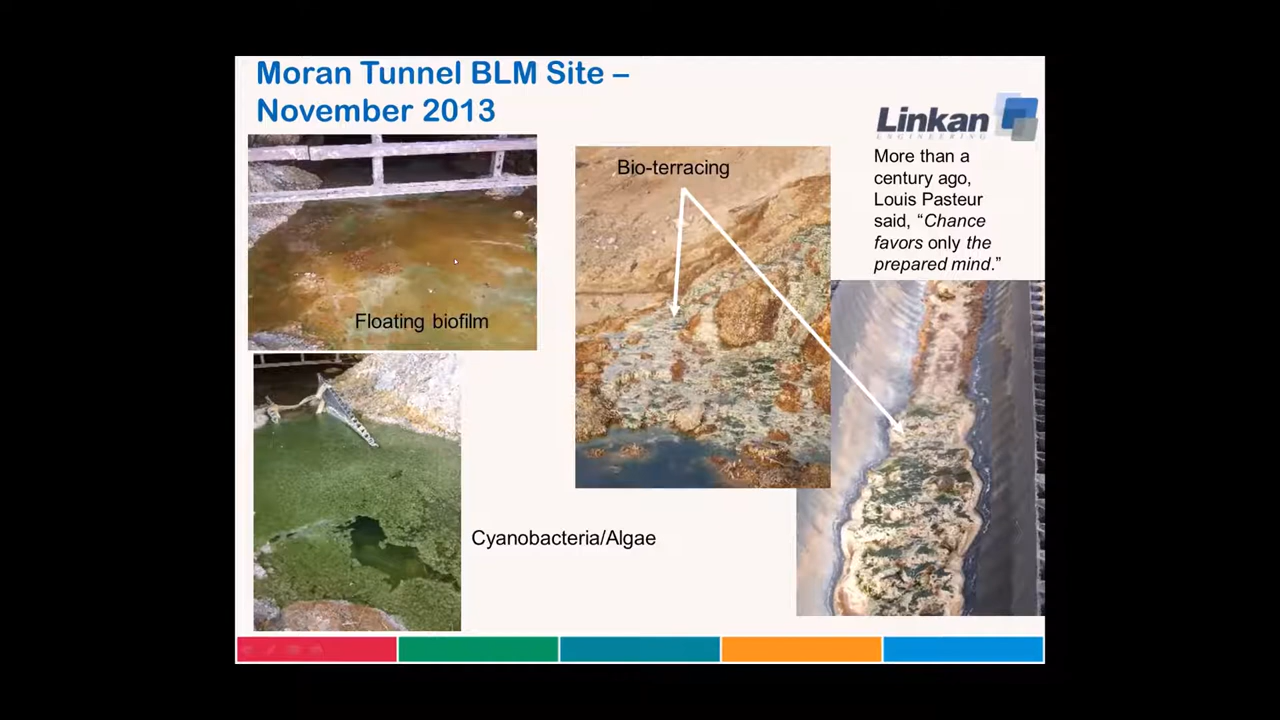 Moran Tunnel BLM Site –
November 2013
Linkan
ENGINEERING
More than a
century ago,
Louis Pasteur
said, “Chance
favors only the
prepared mind.”
Bio-terracing
Floating biofilm
Cyanobacteria/Algae